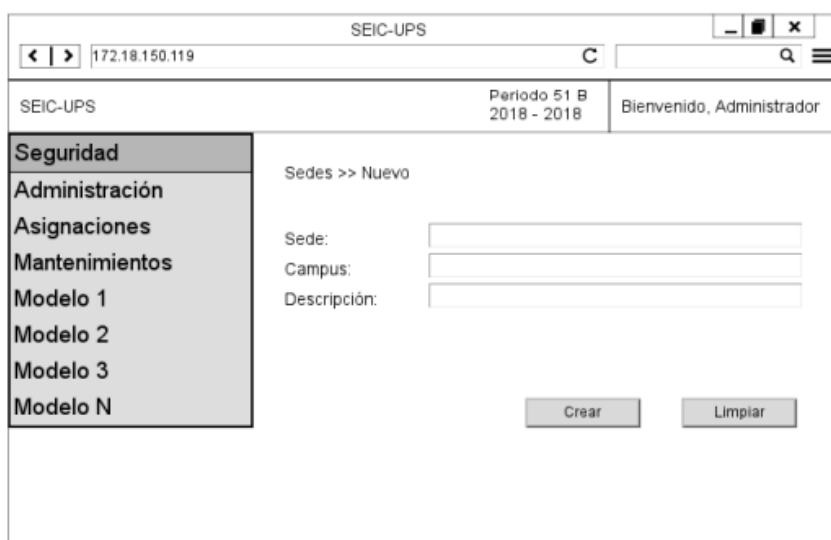 SEIC-UPS
172.18.150.119
SEIC-UPS
Periodo 51 B
2018 - 2018
Bienvenido, Administrador
Seguridad
Administración
Asignaciones
Mantenimientos
Modelo 1
Modelo 2
Modelo 3
Modelo N
Sedes >> Nuevo
Sede:
Campus:
Descripción:
Crear
Limpiar